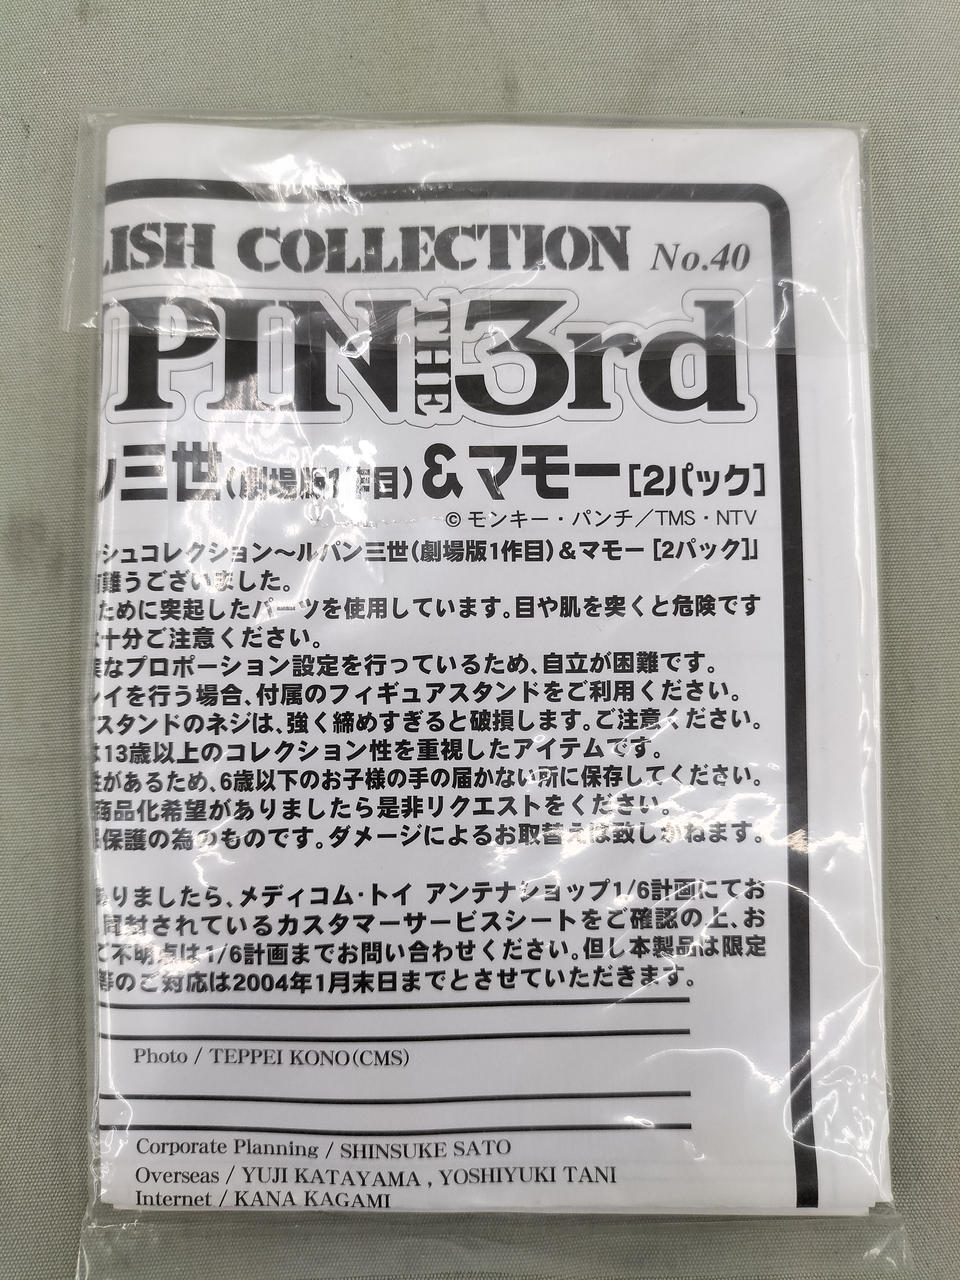 LISH COLLECTION No.40
PIN THE 3rd
ン三世(劇場版1作目)&マモー[2パック]
© モンキー・パンチ／TMS・NTV
ーシュコレクション〜ルパン三世(劇場版1作目)&マモー[2パック]」
有難うございました。
ために突起したパーツを使用しています。目や肌を突くと危険です
十分ご注意ください。
なプロポーション設定を行っているため、自立が困難です。
レイを行う場合、付属のフィギュアスタンドをご利用ください。
アスタンドのネジは、強く締めすぎると破損します。ご注意ください。
は13歳以上のコレクション性を重視したアイテムです。
性があるため、6歳以下のお子様の手の届かない所に保存してください。
商品化希望がありましたら是非リクエストをください。
保護の為のものです。ダメージによるお取替えは致しかねます。
ありましたら、メディコム・トイ アンテナショップ1/6計画にてお
同封されているカスタマーサービスシートをご確認の上、お
ご不明点は1/6計画までお問い合わせください。但し本製品は限定
等のご対応は2004年1月末日までとさせていただきます。
Photo / TEPPEI KONO(CMS)
Corporate Planning / SHINSUKE SATO
Overseas / YUJI KATAYAMA , YOSHIYUKI TANI
Internet / KANA KAGAMI